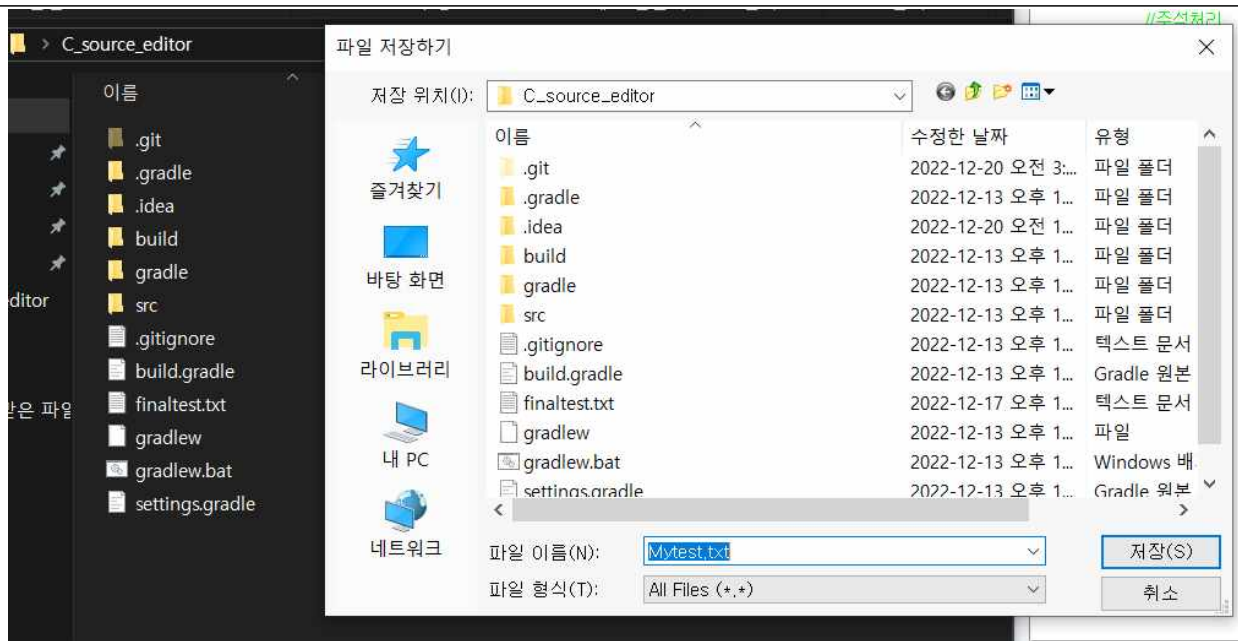 //주석처리
C_source_editor
이름
.git
.gradle
.idea
build
gradle
src
.gitignore
build.gradle
finaltest.txt
gradlew
gradlew.bat
settings.gradle
editor
받은 파일
파일 저장하기
저장 위치(I):
C_source_editor
즐겨찾기
바탕 화면
라이브러리
내 PC
네트워크
이름 수정한 날짜 유형
.git 2022-12-20 오전 3:... 파일 폴더
.gradle 2022-12-13 오후 1... 파일 폴더
.idea 2022-12-20 오전 1... 파일 폴더
build 2022-12-13 오후 1... 파일 폴더
gradle 2022-12-13 오후 1... 파일 폴더
src 2022-12-13 오후 1... 파일 폴더
.gitignore 2022-12-13 오후 1... 텍스트 문서
build.gradle 2022-12-13 오후 1... Gradle 원본
finaltest.txt 2022-12-17 오후 1... 텍스트 문서
gradlew 2022-12-13 오후 1... 파일
gradlew.bat 2022-12-13 오후 1... Windows 배
settings.gradle 2022-12-13 오후 1... Gradle 원본
파일 이름(N): Mytest.txt 저장(S)
파일 형식(T): All Files (*.*) 취소